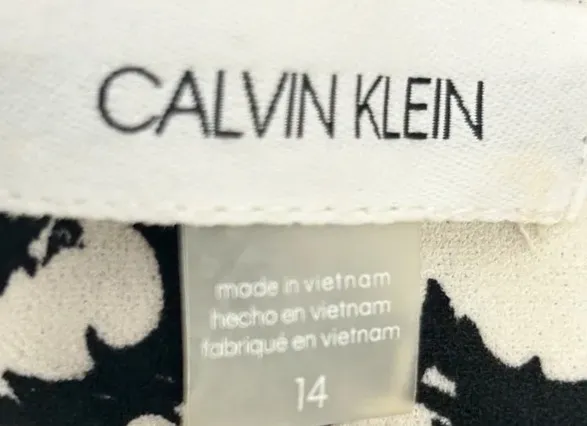 CALVIN KLEIN
made in vietnam
hecho en vietnam
fabriqué en vietnam
14